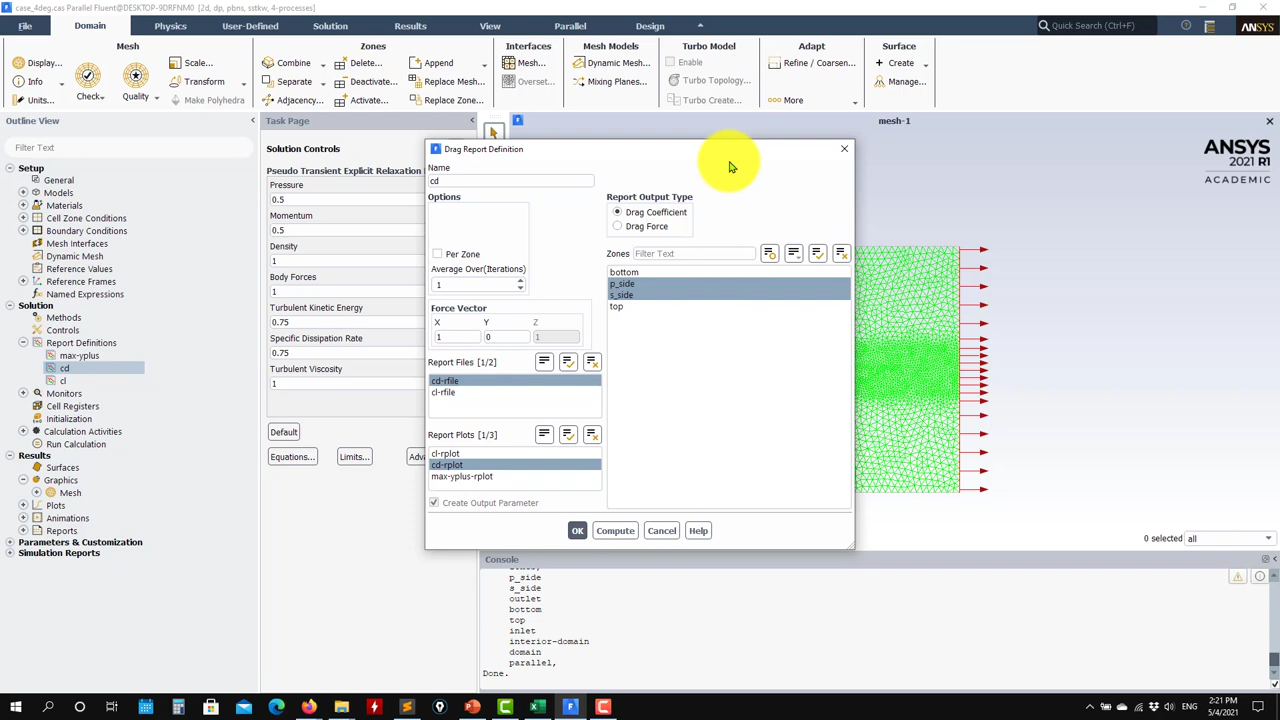 case_4deg.cas Parallel Fluent@DESKTOP-9DRFNM0 [2d, dp, pbns, sstkw, 4-processes]
File Domain Physics User-Defined Solution Results View Parallel Design Quick Search (Ctrl+F) ANSYS
Mesh Zones Interfaces Mesh Models Turbo Model Adapt Surface
Display... Scale... Combine Delete... Append Mesh... Dynamic Mesh... Enable Refine / Coarsen... Create
Info Check Quality Transform Separate Deactivate... Replace Mesh... Overset... Mixing Planes... Turbo Topology... Manage...
Units... Make Polyhedra Adjacency... Activate... Replace Zone... Turbo Create... More
Outline View
Filter Text
Setup
General
Models
Materials
Cell Zone Conditions
Boundary Conditions
Mesh Interfaces
Dynamic Mesh
Reference Values
Reference Frames
Named Expressions
Solution
Methods
Controls
Report Definitions
max-yplus
cd
cl
Monitors
Cell Registers
Initialization
Calculation Activities
Run Calculation
Results
Surfaces
Graphics
Mesh
Plots
Animations
Reports
Parameters & Customization
Simulation Reports
Task Page
Solution Controls
Pseudo Transient Explicit Relaxation
Pressure
0.5
Momentum
0.5
Density
1
Body Forces
1
Turbulent Kinetic Energy
0.75
Specific Dissipation Rate
0.75
Turbulent Viscosity
1
Default
Equations... Limits... Adva
Drag Report Definition
Name
cd
Options
Per Zone
Average Over(Iterations)
1
Force Vector
X Y Z
1 0 1
Report Files [1/2]
cd-rfile
cl-rfile
Report Plots [1/3]
cl-rplot
cd-rplot
max-yplus-rplot
Create Output Parameter
Report Output Type
Drag Coefficient
Drag Force
Zones Filter Text
bottom
p_side
s_side
top
OK Compute Cancel Help
mesh-1
ANSYS
2021 R1
ACADEMIC
0 selected all
Console
p_side
s_side
outlet
bottom
top
inlet
interior-domain
domain
parallel,
Done.
2:21 PM
ENG
5/4/2021